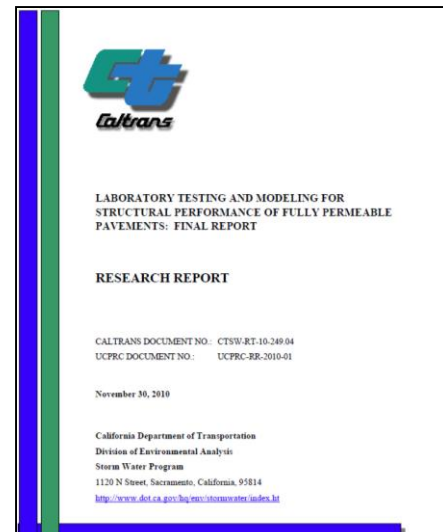 Caltrans
LABORATORY TESTING AND MODELING FOR
STRUCTURAL PERFORMANCE OF FULLY PERMEABLE
PAVEMENTS: FINAL REPORT
RESEARCH REPORT
CALTRANS DOCUMENT NO.: CTSW-RT-10-249.04
UCPRC DOCUMENT NO.: UCPRC-RR-2010-01
November 30, 2010
California Department of Transportation
Division of Environmental Analysis
Storm Water Program
1120 N Street, Sacramento, California, 95814
http://www.dot.ca.gov/hq/env/stormwater/index.ht